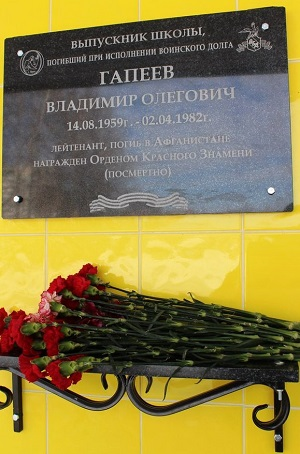 ВЫПУСКНИК ШКОЛЫ,
ПОГИБШИЙ ПРИ ИСПОЛНЕНИИ ВОИНСКОГО ДОЛГА
ГАПЕЕВ
ВЛАДИМИР ОЛЕГОВИЧ
14.08.1959г. - 02.04.1982г.
ЛЕЙТЕНАНТ, ПОГИБ В АФГАНИСТАНЕ
НАГРАЖДЕН ОРДЕНОМ КРАСНОГО ЗНАМЕНИ
(ПОСМЕРТНО)